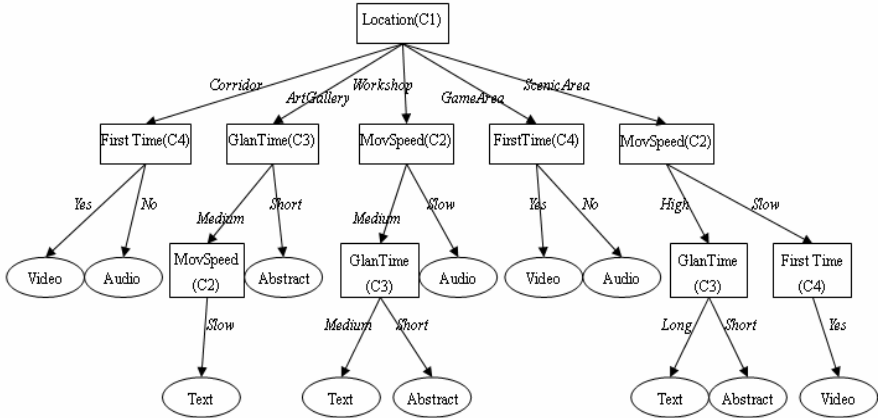 Location(C1)
Corridor
ArtGallery
Workshop
GameArea
ScenicArea
First Time(C4)
GlanTime(C3)
MovSpeed(C2)
FirstTime(C4)
MovSpeed(C2)
Yes
No
Medium
Short
Medium
Slow
Yes
No
High
Slow
Video
Audio
MovSpeed
(C2)
Abstract
GlanTime
(C3)
Audio
Video
Audio
GlanTime
(C3)
First Time
(C4)
Slow
Medium
Short
Long
Short
Yes
Text
Text
Abstract
Text
Abstract
Video